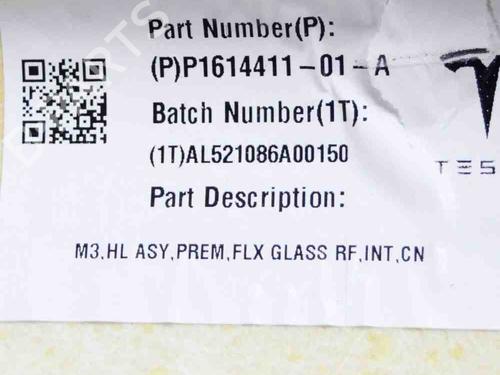 Part Number(P):
(P)P1614411-01-A
Batch Number(1T):
(1T)AL521086A00150
TES
Part Description:
M3,HL ASY,PREM,FLX GLASS RF,INT,CN